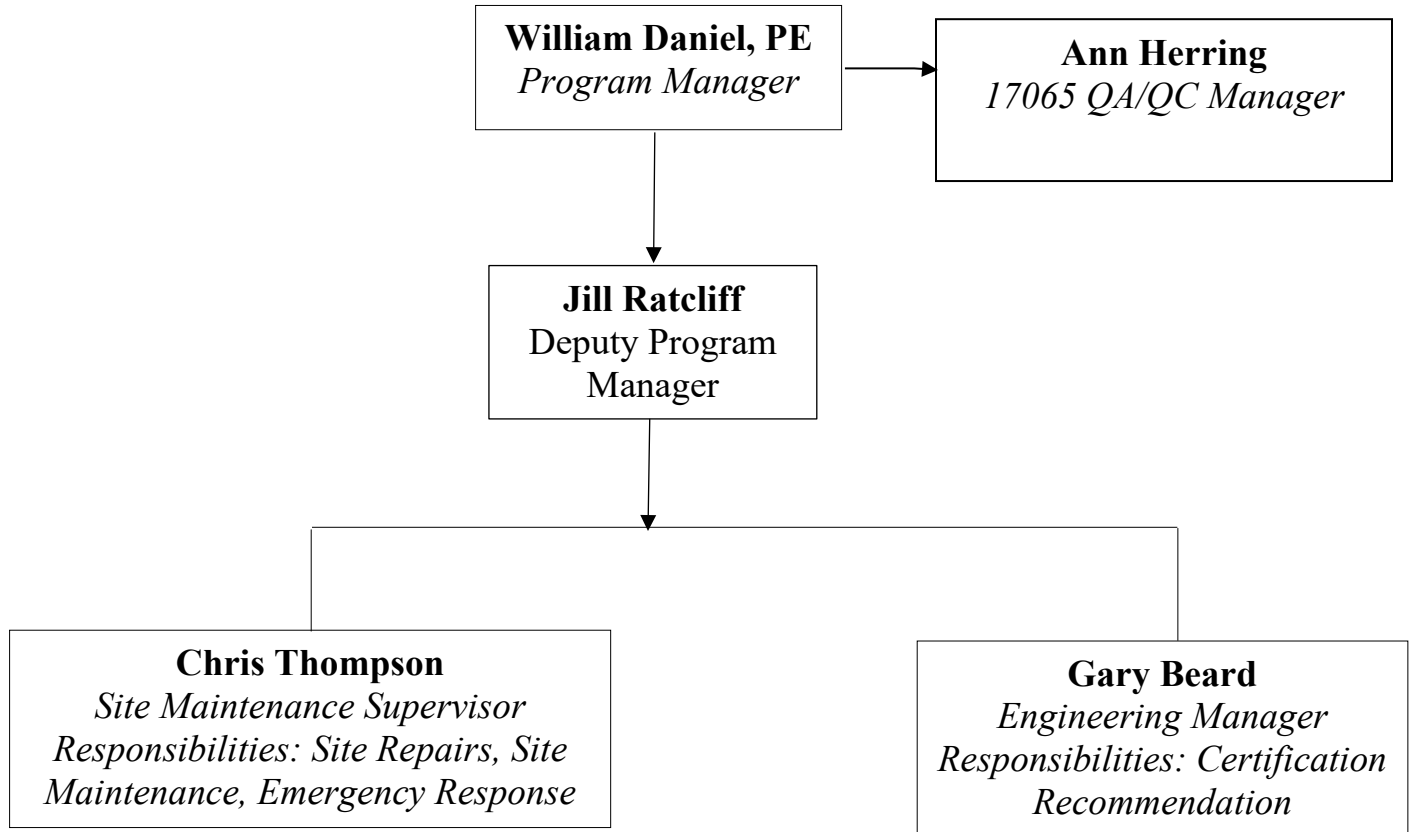 William Daniel, PE
Program Manager
Ann Herring
17065 QA/QC Manager
Jill Ratcliff
Deputy Program
Manager
Chris Thompson
Site Maintenance Supervisor
Responsibilities: Site Repairs, Site
Maintenance, Emergency Response
Gary Beard
Engineering Manager
Responsibilities: Certification
Recommendation